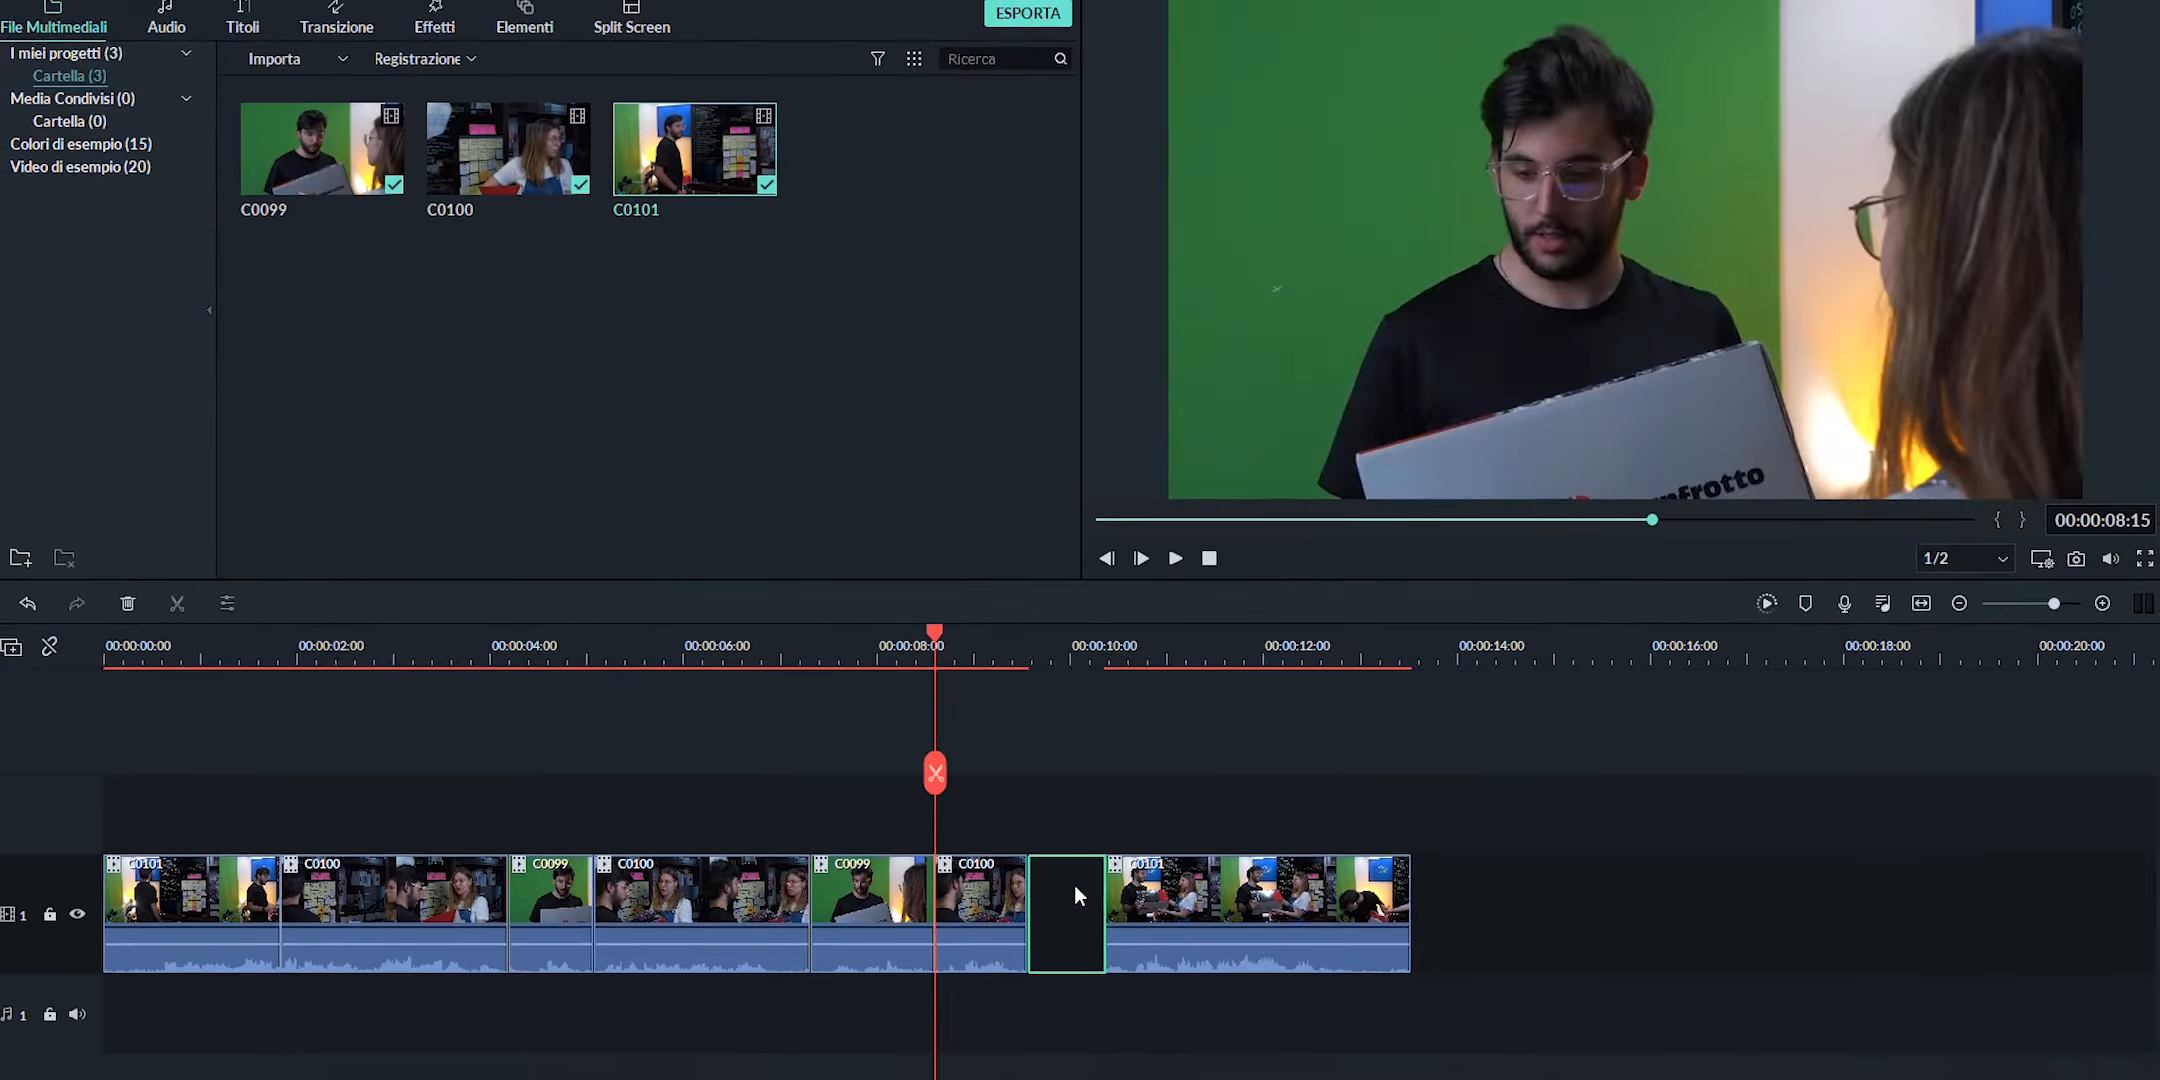 File Multimediali
Audio
Titoli
Transizione
Effetti
Elementi
Split Screen
ESPORTA
I miei progetti (3)
Cartella (3)
Media Condivisi (0)
Cartella (0)
Colori di esempio (15)
Video di esempio (20)
Importa
Registrazione
Ricerca
C0099
C0100
C0101
nfrotto
00:00:08:15
1/2
00:00:00:00
00:00:02:00
00:00:04:00
00:00:06:00
00:00:08:00
00:00:10:00
00:00:12:00
00:00:14:00
00:00:16:00
00:00:18:00
00:00:20:00
C0101
C0100
C0099
C0100
C0099
C0100
C0101
1
1